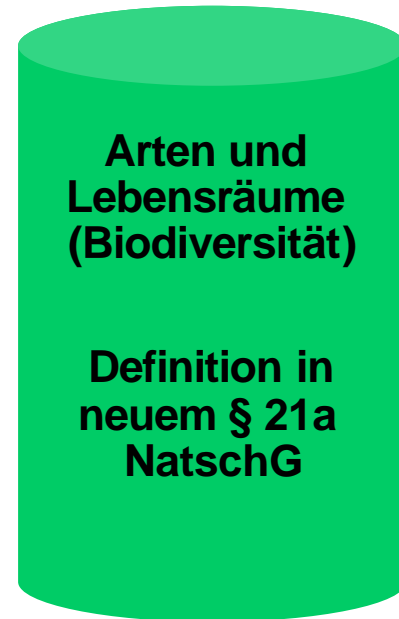 Arten und
Lebensräume
(Biodiversität)
Definition in
neuem § 21a
NatschG